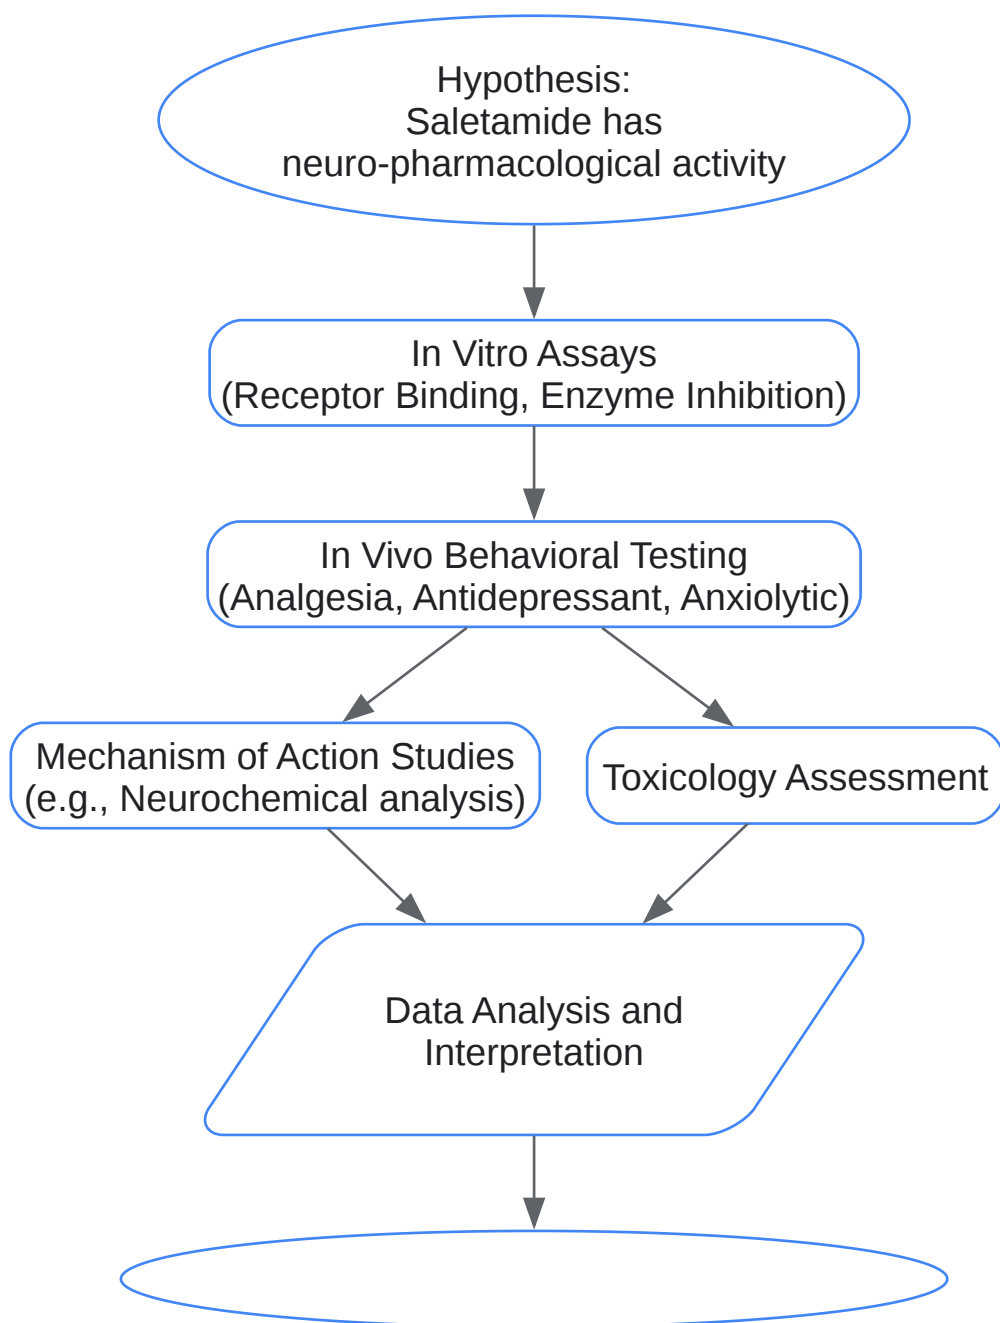 Hypothesis:
Saletamide has
neuro-pharmacological activity
In Vitro Assays
(Receptor Binding, Enzyme Inhibition)
In Vivo Behavioral Testing
(Analgesia, Antidepressant, Anxiolytic)
Mechanism of Action Studies
(e.g., Neurochemical analysis)
Toxicology Assessment
Data Analysis and
Interpretation